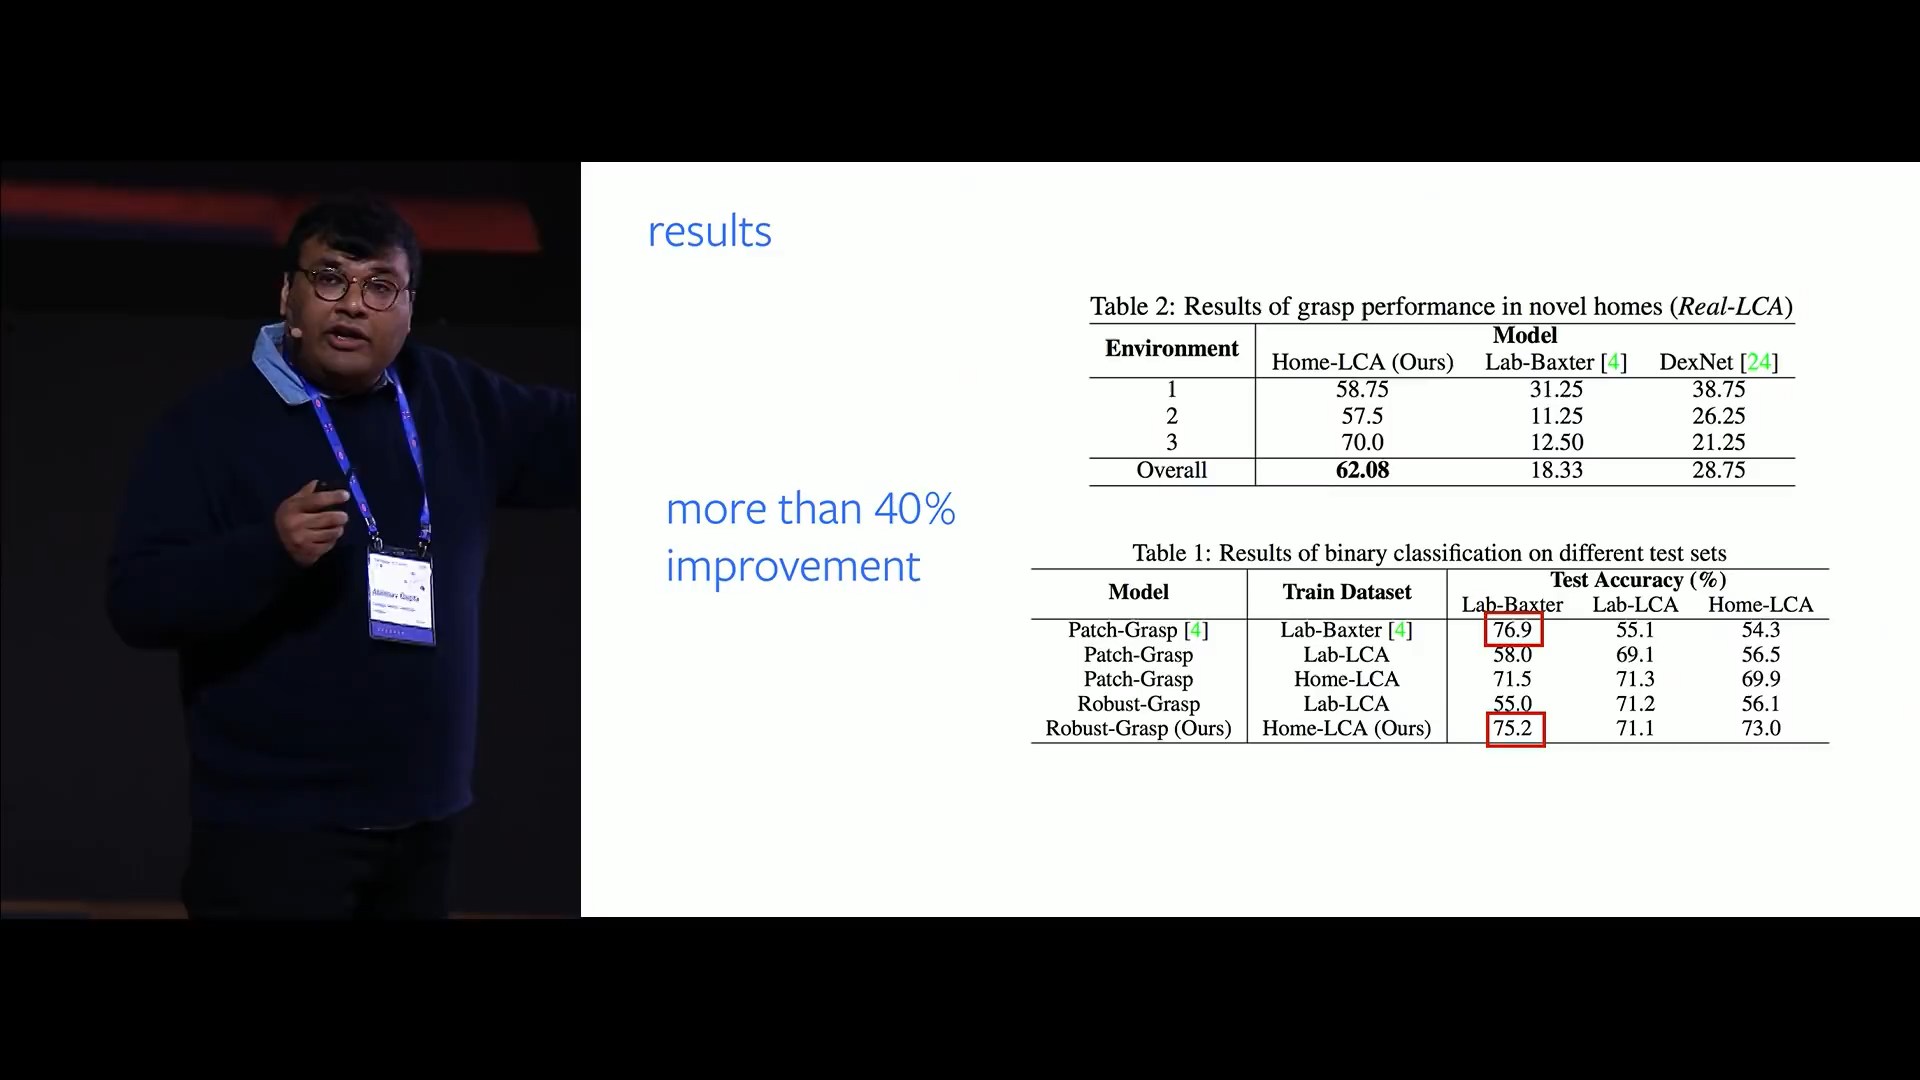 results
more than 40%
improvement
Table 2: Results of grasp performance in novel homes (Real-LCA)
Environment Model
Home-LCA (Ours) Lab-Baxter [4] DexNet [24]
1 58.75 31.25 38.75
2 57.5 11.25 26.25
3 70.0 12.50 21.25
Overall 62.08 18.33 28.75
Table 1: Results of binary classification on different test sets
Model Train Dataset Test Accuracy (%)
Lab-Baxter Lab-LCA Home-LCA
Patch-Grasp [4] Lab-Baxter [4] 76.9 55.1 54.3
Patch-Grasp Lab-LCA 58.0 69.1 56.5
Patch-Grasp Home-LCA 71.5 71.3 69.9
Robust-Grasp Lab-LCA 55.0 71.2 56.1
Robust-Grasp (Ours) Home-LCA (Ours) 75.2 71.1 73.0
Abhinav Gupta